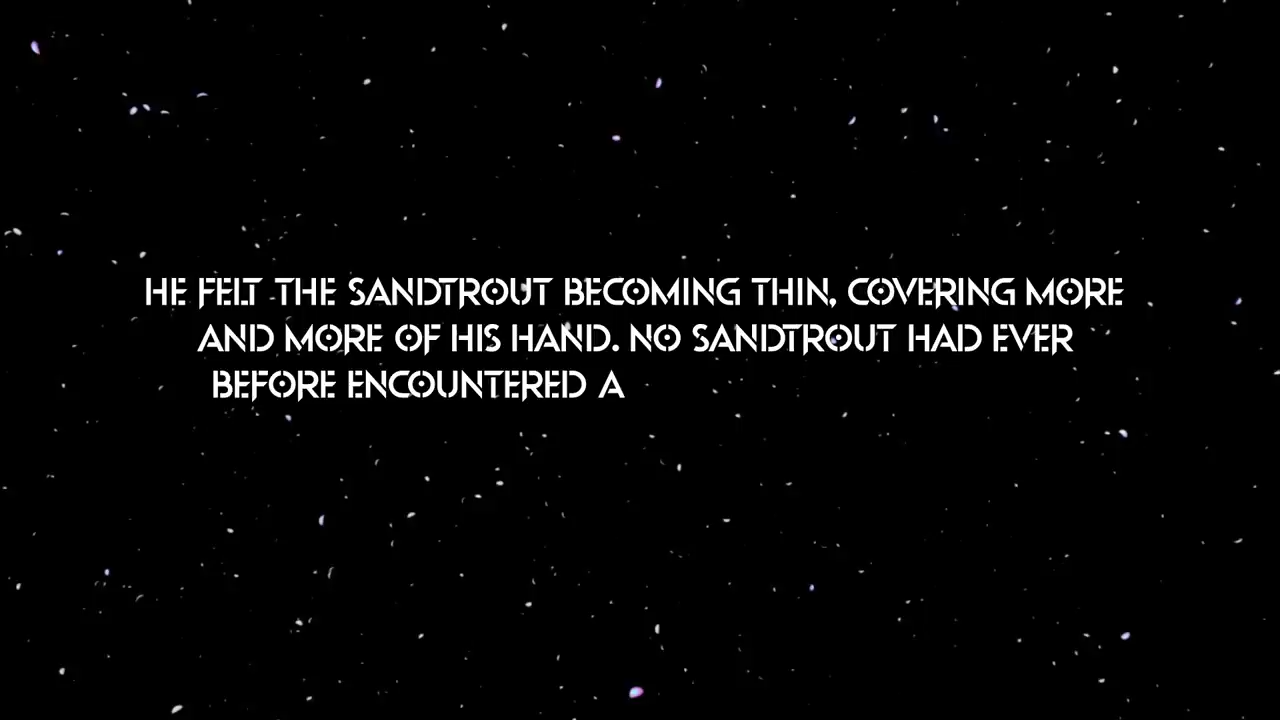 HE FELT THE SANDTROUT BECOMING THIN, COVERING MORE
AND MORE OF HIS HAND. NO SANDTROUT HAD EVER
BEFORE ENCOUNTERED A